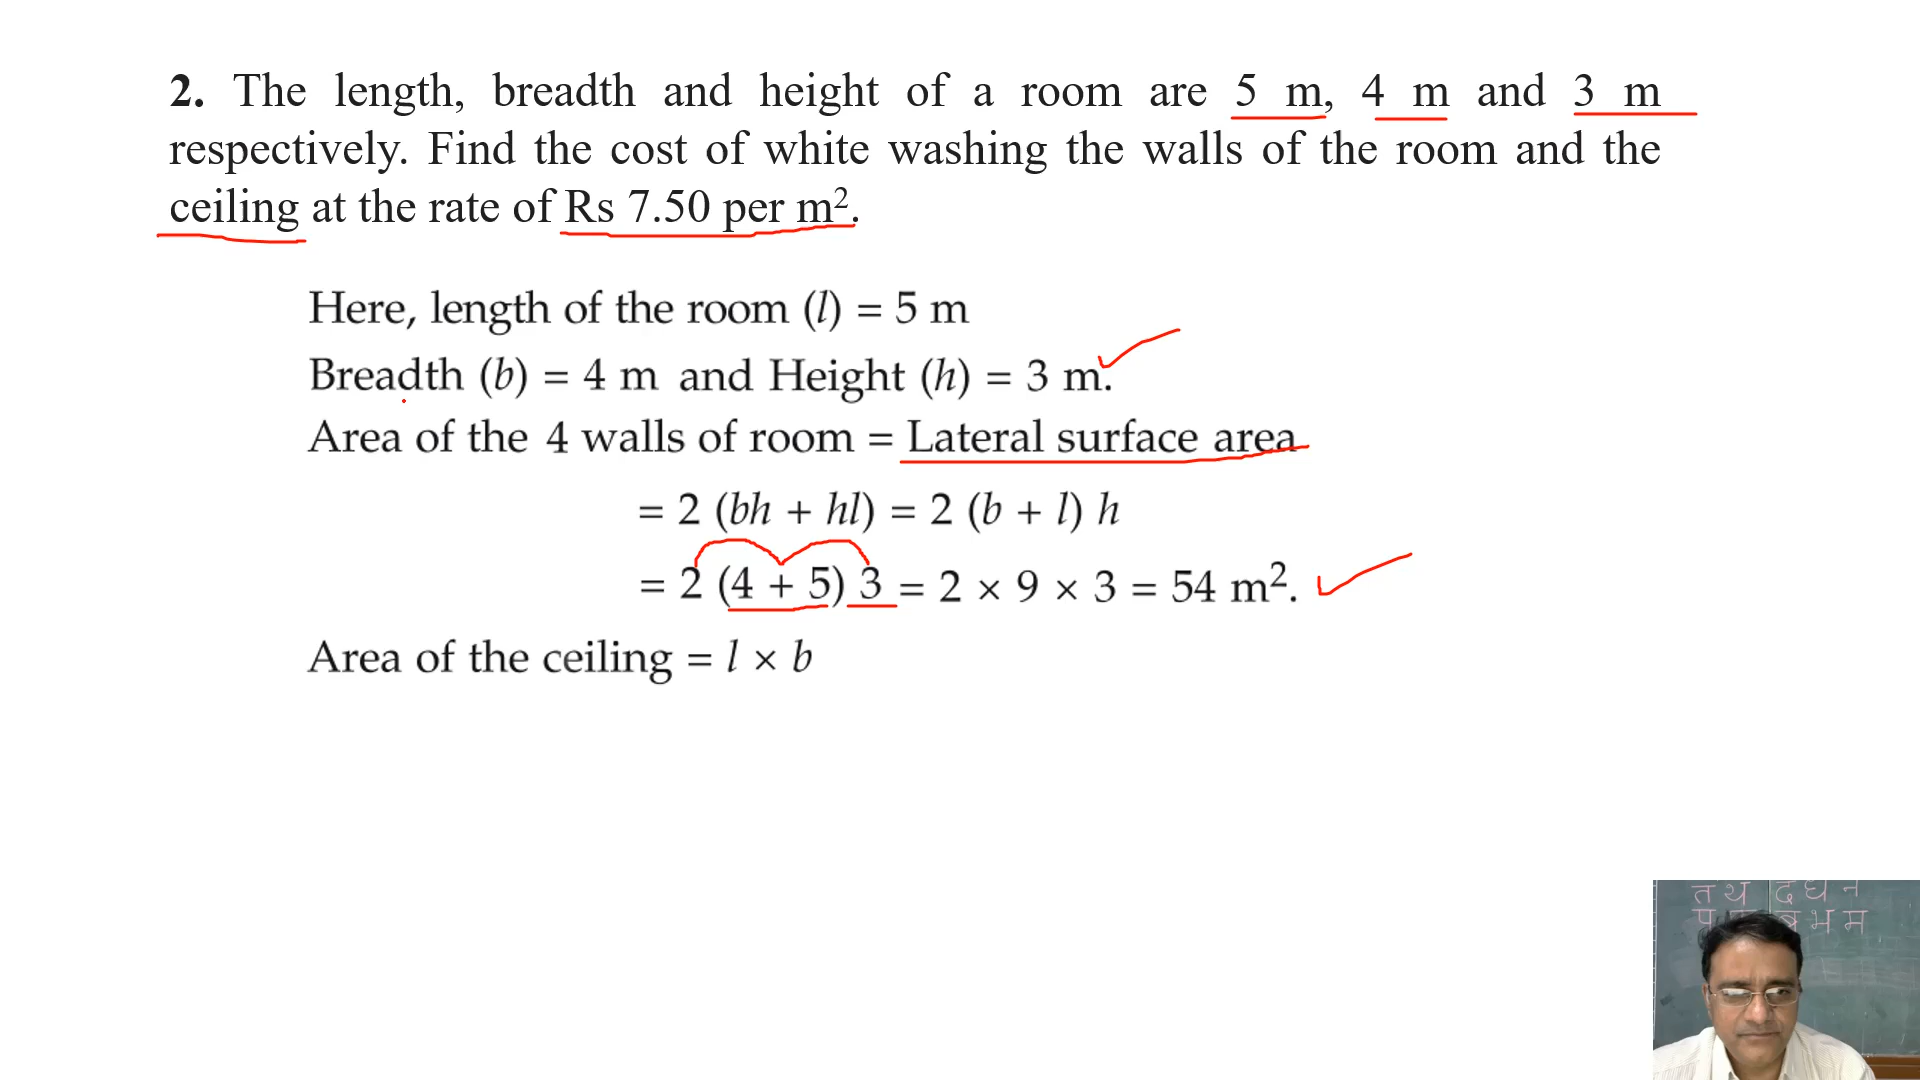 2. The length, breadth and height of a room are 5 m, 4 m and 3 m
respectively. Find the cost of white washing the walls of the room and the
ceiling at the rate of Rs 7.50 per m².
Here, length of the room (l) = 5 m
Breadth (b) = 4 m and Height (h) = 3 m.
Area of the 4 walls of room = Lateral surface area
= 2 (bh + hl) = 2 (b + l) h
= 2 (4 + 5) 3 = 2 × 9 × 3 = 54 m².
Area of the ceiling = l × b
त थ द ध न
प ब भ म